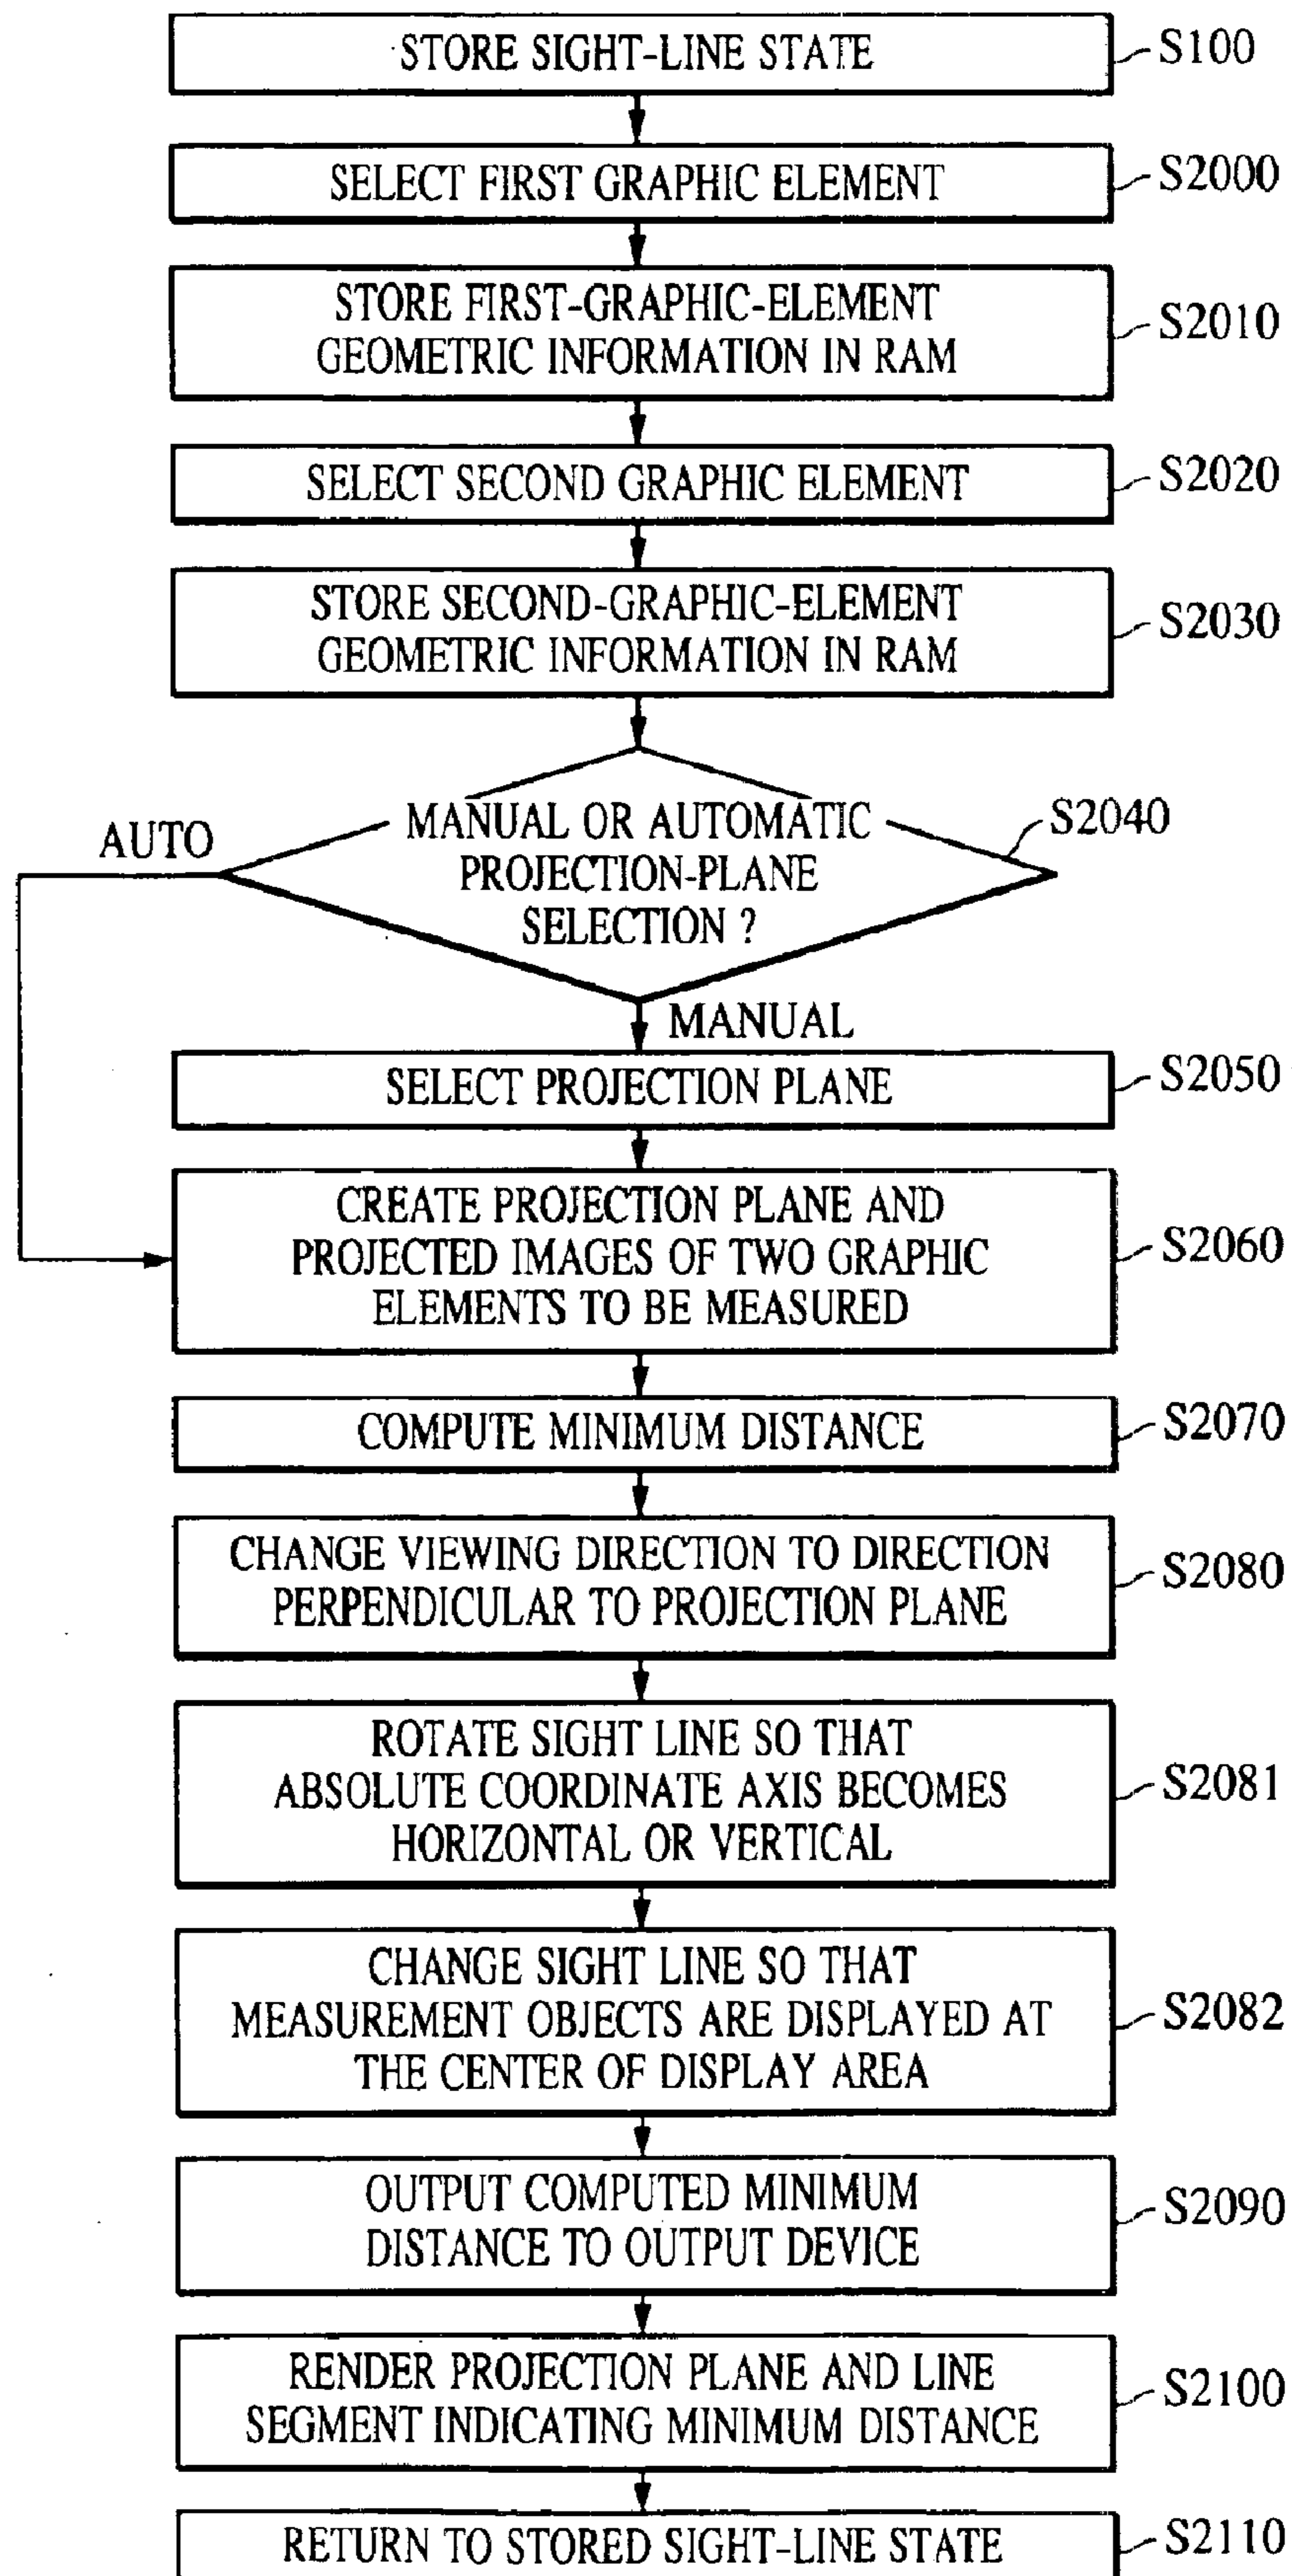 STORE SIGHT-LINE STATE
S100
SELECT FIRST GRAPHIC ELEMENT
S2000
STORE FIRST-GRAPHIC-ELEMENT
GEOMETRIC INFORMATION IN RAM
S2010
SELECT SECOND GRAPHIC ELEMENT
S2020
STORE SECOND-GRAPHIC-ELEMENT
GEOMETRIC INFORMATION IN RAM
S2030
MANUAL OR AUTOMATIC
PROJECTION-PLANE
SELECTION ?
S2040
AUTO
MANUAL
SELECT PROJECTION PLANE
S2050
CREATE PROJECTION PLANE AND
PROJECTED IMAGES OF TWO GRAPHIC
ELEMENTS TO BE MEASURED
S2060
COMPUTE MINIMUM DISTANCE
S2070
CHANGE VIEWING DIRECTION TO DIRECTION
PERPENDICULAR TO PROJECTION PLANE
S2080
ROTATE SIGHT LINE SO THAT
ABSOLUTE COORDINATE AXIS BECOMES
HORIZONTAL OR VERTICAL
S2081
CHANGE SIGHT LINE SO THAT
MEASUREMENT OBJECTS ARE DISPLAYED AT
THE CENTER OF DISPLAY AREA
S2082
OUTPUT COMPUTED MINIMUM
DISTANCE TO OUTPUT DEVICE
S2090
RENDER PROJECTION PLANE AND LINE
SEGMENT INDICATING MINIMUM DISTANCE
S2100
RETURN TO STORED SIGHT-LINE STATE
S2110